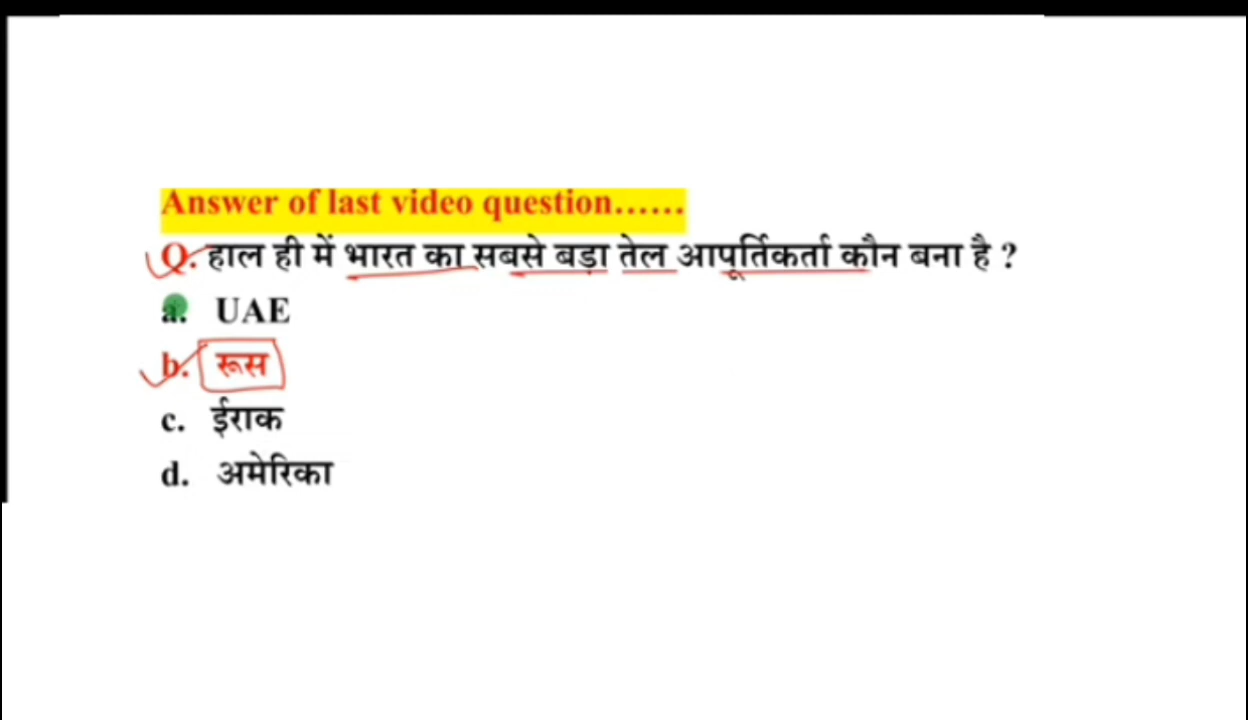 Answer of last video question......
Q. हाल ही में भारत का सबसे बड़ा तेल आपूर्तिकर्ता कौन बना है ?
a. UAE
b. रूस
c. ईराक
d. अमेरिका